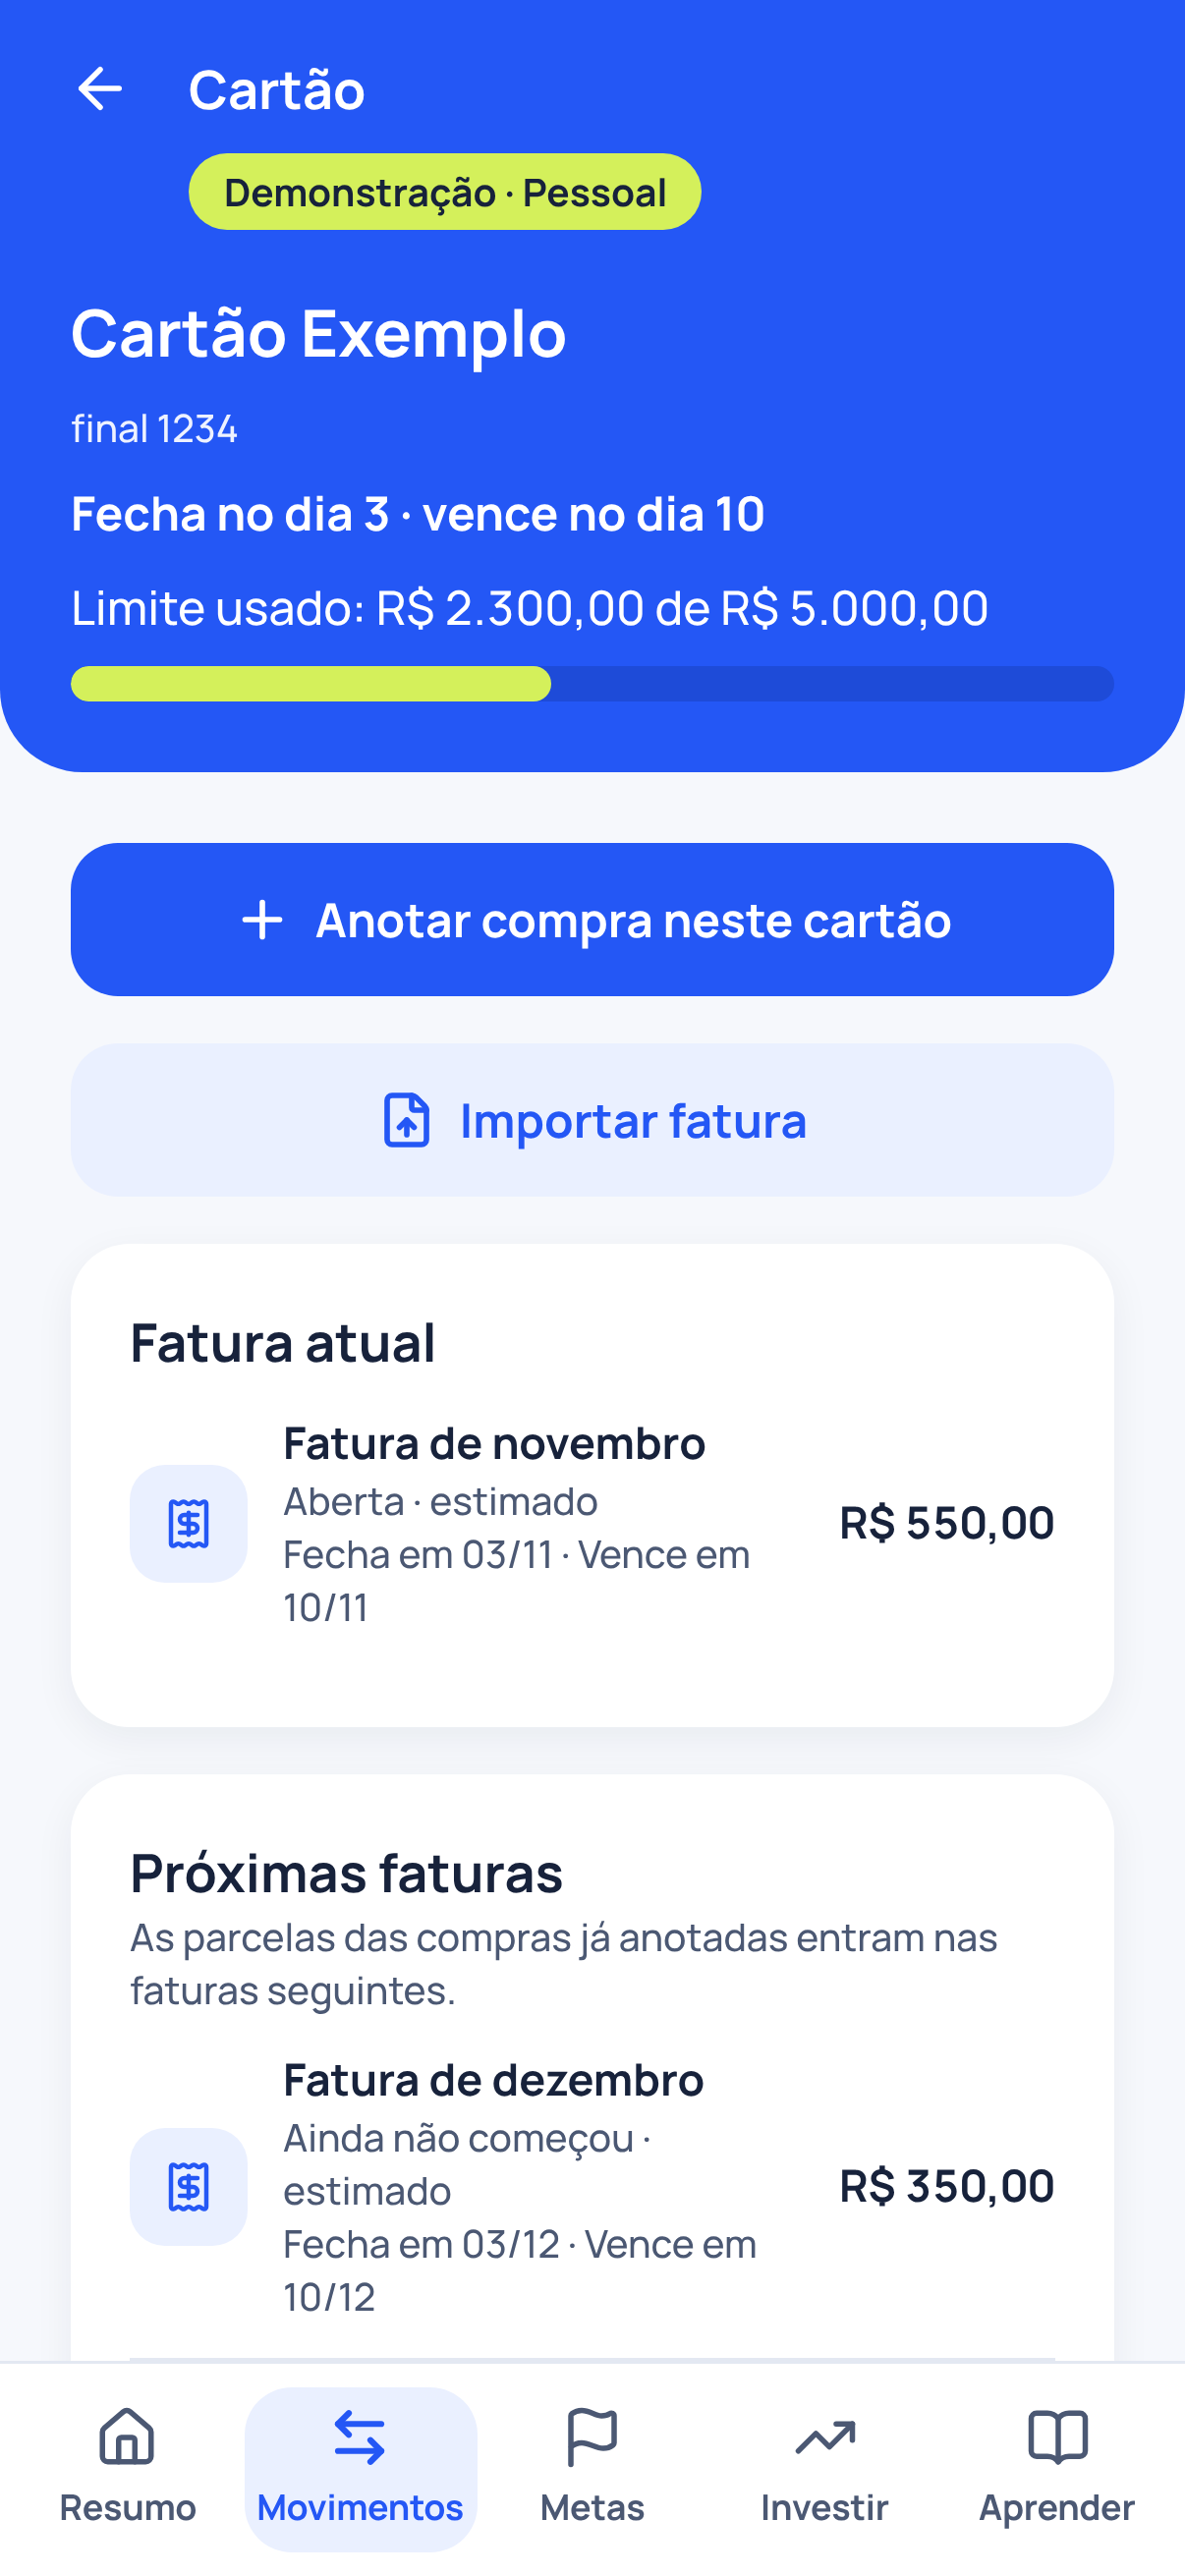 Cartão
Demonstração · Pessoal
Cartão Exemplo
final 1234
Fecha no dia 3 · vence no dia 10
Limite usado: R$ 2.300,00 de R$ 5.000,00
Anotar compra neste cartão
Importar fatura
Fatura atual
Fatura de novembro
Aberta · estimado
Fecha em 03/11 · Vence em
10/11
R$ 550,00
Próximas faturas
As parcelas das compras já anotadas entram nas
faturas seguintes.
Fatura de dezembro
Ainda não começou ·
estimado
Fecha em 03/12 · Vence em
10/12
R$ 350,00
Resumo
Movimentos
Metas
Investir
Aprender